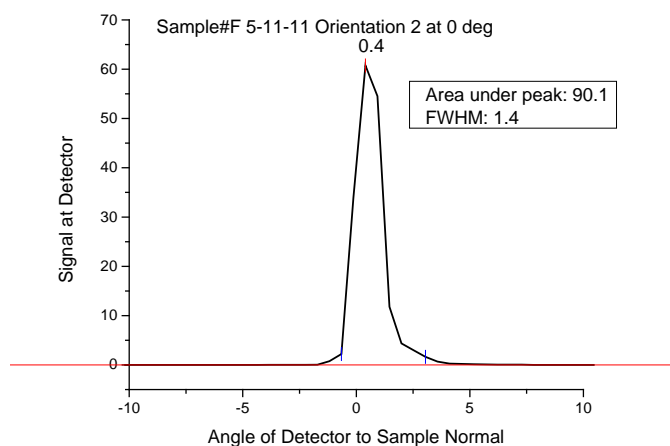 Sample#F 5-11-11 Orientation 2 at 0 deg
0.4
Area under peak: 90.1
FWHM: 1.4
70
60
50
40
30
20
10
0
Signal at Detector
-10 -5 0 5 10
Angle of Detector to Sample Normal